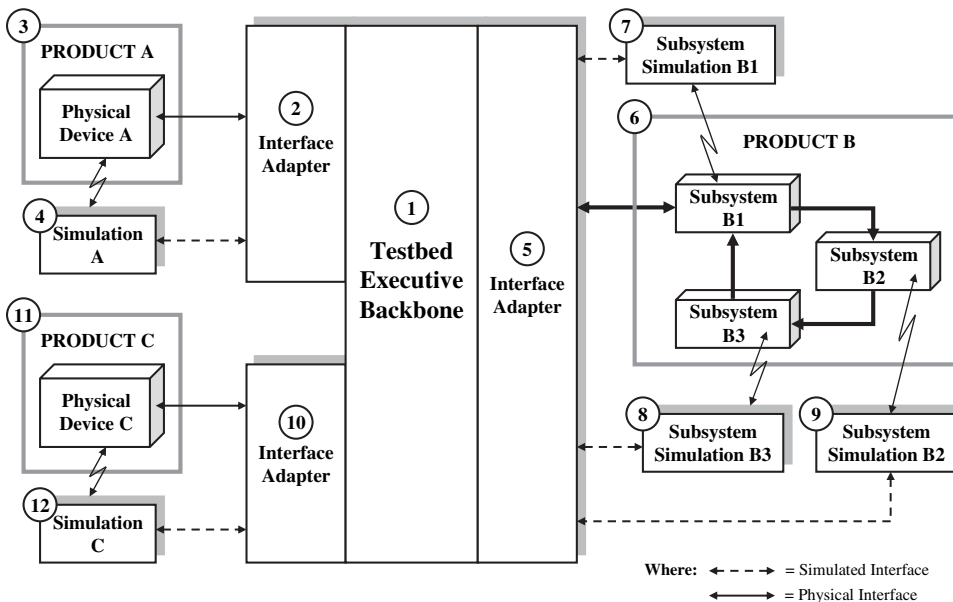 3
PRODUCT A
Physical
Device A
4
Simulation
A
2
Interface
Adapter
1
Testbed
Executive
Backbone
5
Interface
Adapter
7
Subsystem
Simulation B1
6
PRODUCT B
Subsystem
B1
Subsystem
B2
Subsystem
B3
11
PRODUCT C
Physical
Device C
12
Simulation
C
10
Interface
Adapter
8
Subsystem
Simulation B3
9
Subsystem
Simulation B2
Where: = Simulated Interface
= Physical Interface